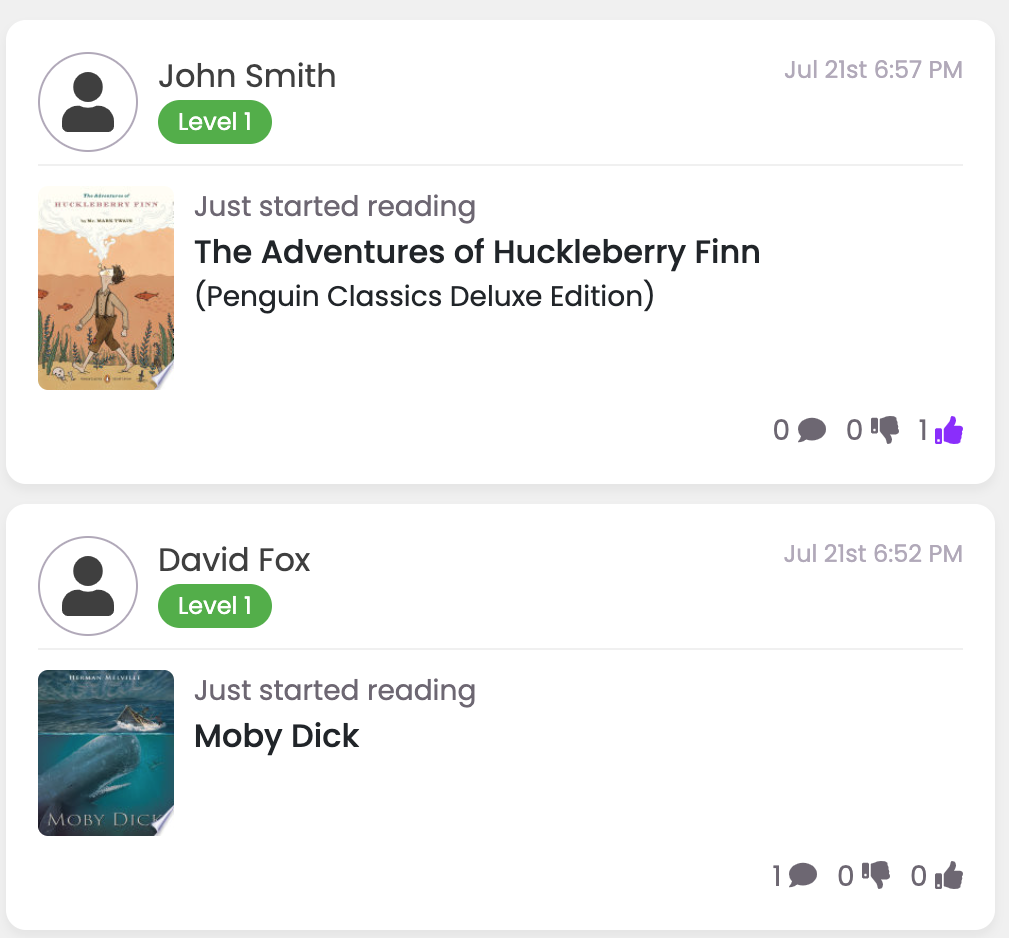 John Smith
Jul 21st 6:57 PM
Level 1
The Adventures of
HUCKLEBERRY FINN
by Mr. MARK TWAIN
Just started reading
The Adventures of Huckleberry Finn
(Penguin Classics Deluxe Edition)
0 0 1
David Fox
Jul 21st 6:52 PM
Level 1
HERMAN MELVILLE
MOBY DICK
Just started reading
Moby Dick
1 0 0